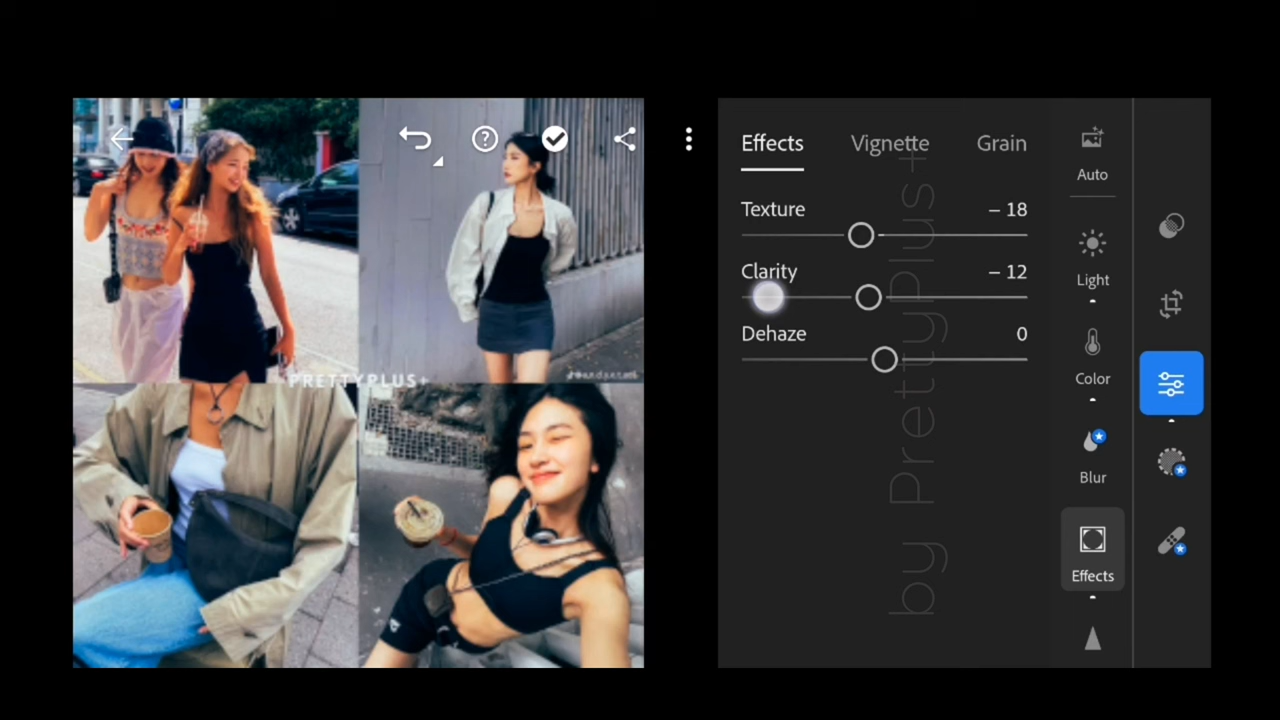 Effects
Vignette
Grain
Texture
– 18
Clarity
– 12
Dehaze
0
Auto
Light
Color
Blur
Effects
PRETTYPLUS+
by PrettyPlus+